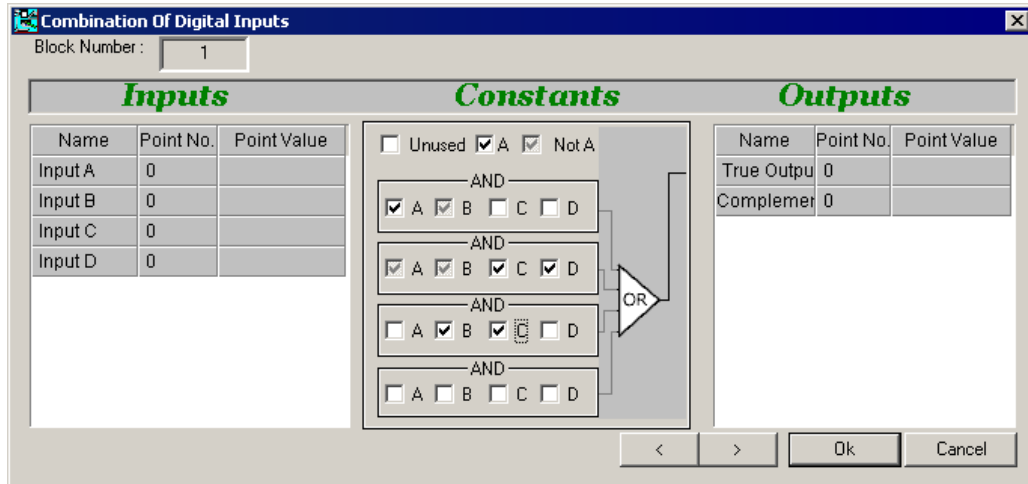 Combination Of Digital Inputs
Block Number : 1
Inputs Constants Outputs
Name Point No. Point Value
Input A 0
Input B 0
Input C 0
Input D 0
Unused A Not A
AND
A B C D
AND
A B C D
AND
A B C D
AND
A B C D
OR
Name Point No. Point Value
True Outpu 0
Complemer 0
< > Ok Cancel